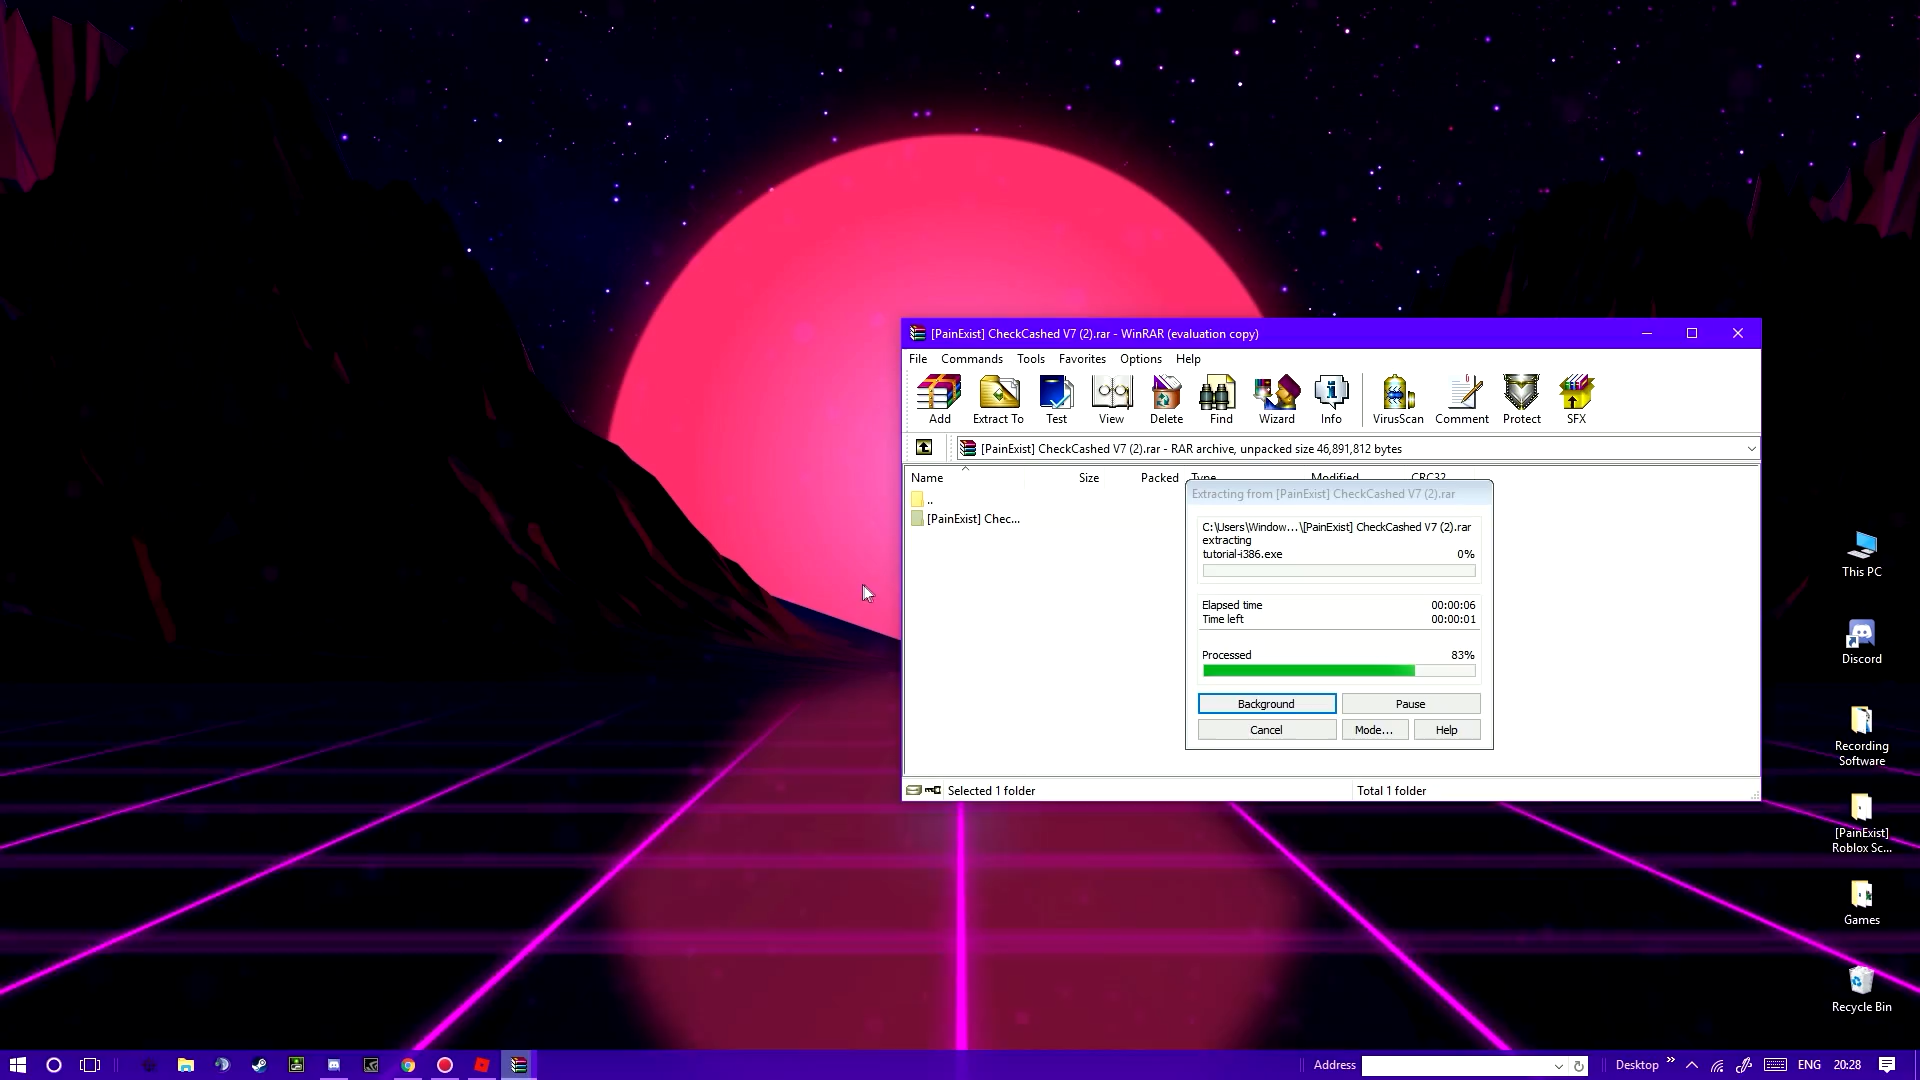 [PainExist] CheckCashed V7 (2).rar - WinRAR (evaluation copy)
File Commands Tools Favorites Options Help
Add Extract To Test View Delete Find Wizard Info VirusScan Comment Protect SFX
[PainExist] CheckCashed V7 (2).rar - RAR archive, unpacked size 46,891,812 bytes
Name Size Packed Type Modified CRC32
..
[PainExist] Chec...
Extracting from [PainExist] CheckCashed V7 (2).rar
C:\Users\Window...\[PainExist] CheckCashed V7 (2).rar
extracting
tutorial-i386.exe 0%
Elapsed time 00:00:06
Time left 00:00:01
Processed 83%
Background Pause
Cancel Mode... Help
Selected 1 folder Total 1 folder
This PC
Discord
Recording
Software
[PainExist]
Roblox Sc...
Games
Recycle Bin
Address Desktop » ENG 20:28